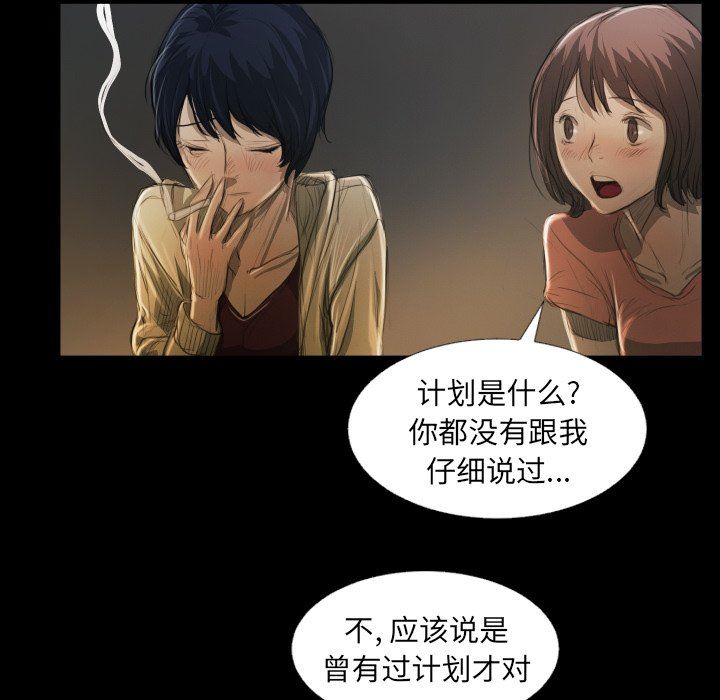 计划是什么?
你都没有跟我
仔细说过...
不, 应该说是
曾有过计划才对